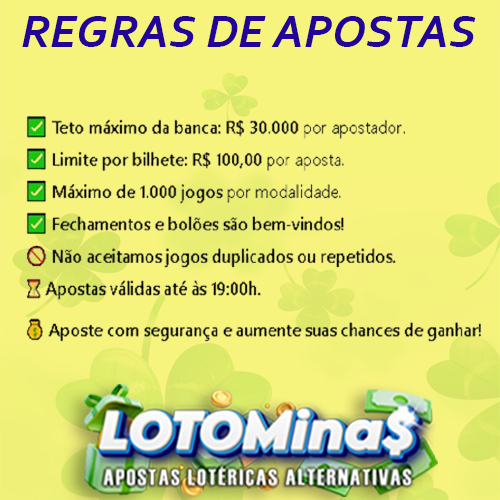 REGRAS DE APOSTAS
✅ Teto máximo da banca: R$ 30.000 por apostador.
✅ Limite por bilhete: R$ 100,00 por aposta.
✅ Máximo de 1.000 jogos por modalidade.
✅ Fechamentos e bolões são bem-vindos!
🚫 Não aceitamos jogos duplicados ou repetidos.
⏳ Apostas válidas até às 19:00h.
💰 Aposte com segurança e aumente suas chances de ganhar!
LOTOMina$
APOSTAS LOTÉRICAS ALTERNATIVAS